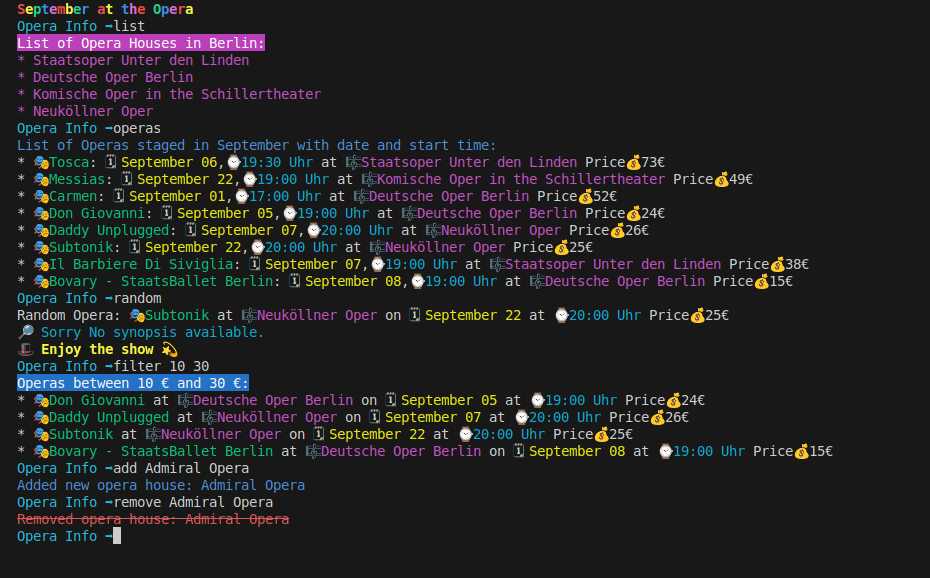 September at the Opera
Opera Info ➡list
List of Opera Houses in Berlin:
* Staatsoper Unter den Linden
* Deutsche Oper Berlin
* Komische Oper in the Schillertheater
* Neuköllner Oper
Opera Info ➡operas
List of Operas staged in September with date and start time:
* 🎭Tosca: 🗓 September 06,⌚19:30 Uhr at 🎼Staatsoper Unter den Linden Price💰73€
* 🎭Messias: 🗓 September 22,⌚19:00 Uhr at 🎼Komische Oper in the Schillertheater Price💰49€
* 🎭Carmen: 🗓 September 01,⌚17:00 Uhr at 🎼Deutsche Oper Berlin Price💰52€
* 🎭Don Giovanni: 🗓 September 05,⌚19:00 Uhr at 🎼Deutsche Oper Berlin Price💰24€
* 🎭Daddy Unplugged: 🗓 September 07,⌚20:00 Uhr at 🎼Neuköllner Oper Price💰26€
* 🎭Subtonik: 🗓 September 22,⌚20:00 Uhr at 🎼Neuköllner Oper Price💰25€
* 🎭Il Barbiere Di Siviglia: 🗓 September 07,⌚19:00 Uhr at 🎼Staatsoper Unter den Linden Price💰38€
* 🎭Bovary - StaatsBallet Berlin: 🗓 September 08,⌚19:00 Uhr at 🎼Deutsche Oper Berlin Price💰15€
Opera Info ➡random
Random Opera: 🎭Subtonik at 🎼Neuköllner Oper on 🗓 September 22 at ⌚20:00 Uhr Price💰25€
🔎 Sorry No synopsis available.
🎩 Enjoy the show 💫
Opera Info ➡filter 10 30
Operas between 10 € and 30 €:
* 🎭Don Giovanni at 🎼Deutsche Oper Berlin on 🗓 September 05 at ⌚19:00 Uhr Price💰24€
* 🎭Daddy Unplugged at 🎼Neuköllner Oper on 🗓 September 07 at ⌚20:00 Uhr Price💰26€
* 🎭Subtonik at 🎼Neuköllner Oper on 🗓 September 22 at ⌚20:00 Uhr Price💰25€
* 🎭Bovary - StaatsBallet Berlin at 🎼Deutsche Oper Berlin on 🗓 September 08 at ⌚19:00 Uhr Price💰15€
Opera Info ➡add Admiral Opera
Added new opera house: Admiral Opera
Opera Info ➡remove Admiral Opera
Removed opera house: Admiral Opera
Opera Info ➡